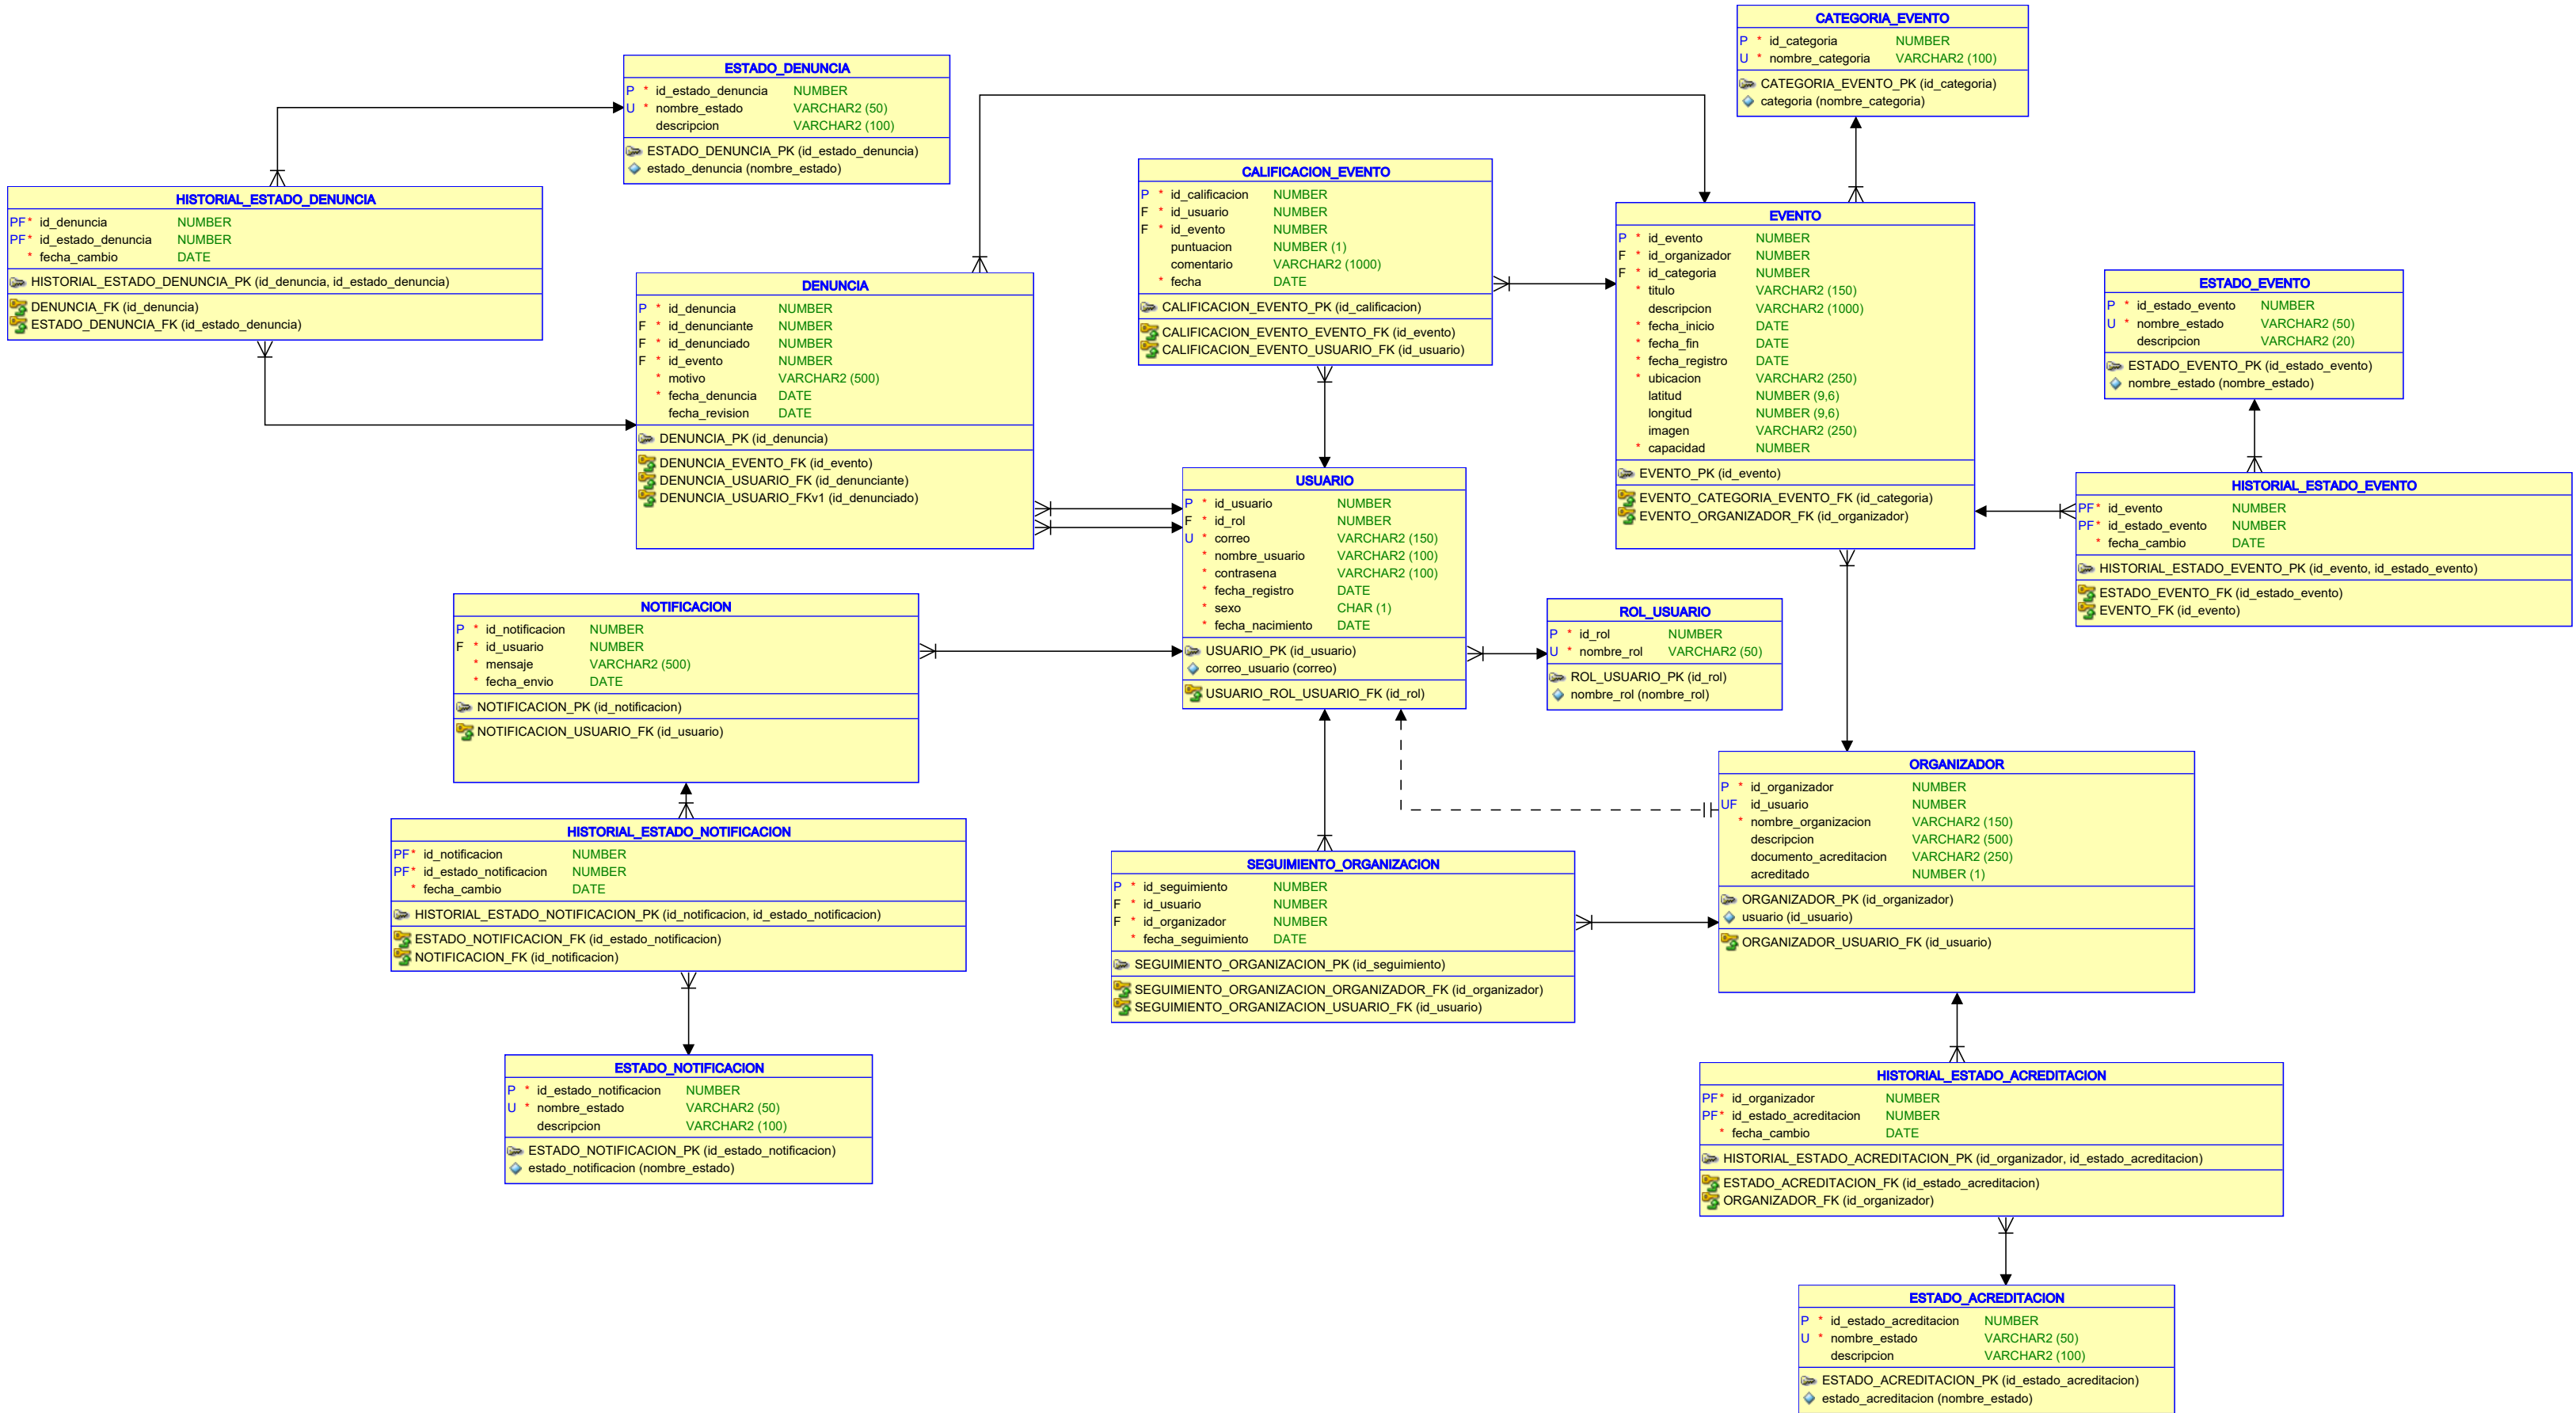 CATEGORIA_EVENTO
P * id_categoria NUMBER
U * nombre_categoria VARCHAR2 (100)
CATEGORIA_EVENTO_PK (id_categoria)
categoria (nombre_categoria)
ESTADO_DENUNCIA
P * id_estado_denuncia NUMBER
U * nombre_estado VARCHAR2 (50)
descripcion VARCHAR2 (100)
ESTADO_DENUNCIA_PK (id_estado_denuncia)
estado_denuncia (nombre_estado)
HISTORIAL_ESTADO_DENUNCIA
PF * id_denuncia NUMBER
PF * id_estado_denuncia NUMBER
* fecha_cambio DATE
HISTORIAL_ESTADO_DENUNCIA_PK (id_denuncia, id_estado_denuncia)
DENUNCIA_FK (id_denuncia)
ESTADO_DENUNCIA_FK (id_estado_denuncia)
CALIFICACION_EVENTO
P * id_calificacion NUMBER
F * id_usuario NUMBER
F * id_evento NUMBER
puntuacion NUMBER (1)
comentario VARCHAR2 (1000)
* fecha DATE
CALIFICACION_EVENTO_PK (id_calificacion)
CALIFICACION_EVENTO_EVENTO_FK (id_evento)
CALIFICACION_EVENTO_USUARIO_FK (id_usuario)
EVENTO
P * id_evento NUMBER
F * id_organizador NUMBER
F * id_categoria NUMBER
* titulo VARCHAR2 (150)
descripcion VARCHAR2 (1000)
* fecha_inicio DATE
* fecha_fin DATE
* fecha_registro DATE
* ubicacion VARCHAR2 (250)
latitud NUMBER (9,6)
longitud NUMBER (9,6)
imagen VARCHAR2 (250)
* capacidad NUMBER
EVENTO_PK (id_evento)
EVENTO_CATEGORIA_EVENTO_FK (id_categoria)
EVENTO_ORGANIZADOR_FK (id_organizador)
ESTADO_EVENTO
P * id_estado_evento NUMBER
U * nombre_estado VARCHAR2 (50)
descripcion VARCHAR2 (20)
ESTADO_EVENTO_PK (id_estado_evento)
nombre_estado (nombre_estado)
DENUNCIA
P * id_denuncia NUMBER
F * id_denunciante NUMBER
F * id_denunciado NUMBER
F * id_evento NUMBER
* motivo VARCHAR2 (500)
* fecha_denuncia DATE
fecha_revision DATE
DENUNCIA_PK (id_denuncia)
DENUNCIA_EVENTO_FK (id_evento)
DENUNCIA_USUARIO_FK (id_denunciante)
DENUNCIA_USUARIO_FKv1 (id_denunciado)
USUARIO
P * id_usuario NUMBER
F * id_rol NUMBER
U * correo VARCHAR2 (150)
* nombre_usuario VARCHAR2 (100)
* contrasena VARCHAR2 (100)
* fecha_registro DATE
* sexo CHAR (1)
* fecha_nacimiento DATE
USUARIO_PK (id_usuario)
correo_usuario (correo)
USUARIO_ROL_USUARIO_FK (id_rol)
HISTORIAL_ESTADO_EVENTO
PF * id_evento NUMBER
PF * id_estado_evento NUMBER
* fecha_cambio DATE
HISTORIAL_ESTADO_EVENTO_PK (id_evento, id_estado_evento)
ESTADO_EVENTO_FK (id_estado_evento)
EVENTO_FK (id_evento)
NOTIFICACION
P * id_notificacion NUMBER
F * id_usuario NUMBER
* mensaje VARCHAR2 (500)
* fecha_envio DATE
NOTIFICACION_PK (id_notificacion)
NOTIFICACION_USUARIO_FK (id_usuario)
ROL_USUARIO
P * id_rol NUMBER
U * nombre_rol VARCHAR2 (50)
ROL_USUARIO_PK (id_rol)
nombre_rol (nombre_rol)
ORGANIZADOR
P * id_organizador NUMBER
UF id_usuario NUMBER
* nombre_organizacion VARCHAR2 (150)
descripcion VARCHAR2 (500)
documento_acreditacion VARCHAR2 (250)
acreditado NUMBER (1)
ORGANIZADOR_PK (id_organizador)
usuario (id_usuario)
ORGANIZADOR_USUARIO_FK (id_usuario)
HISTORIAL_ESTADO_NOTIFICACION
PF * id_notificacion NUMBER
PF * id_estado_notificacion NUMBER
* fecha_cambio DATE
HISTORIAL_ESTADO_NOTIFICACION_PK (id_notificacion, id_estado_notificacion)
ESTADO_NOTIFICACION_FK (id_estado_notificacion)
NOTIFICACION_FK (id_notificacion)
SEGUIMIENTO_ORGANIZACION
P * id_seguimiento NUMBER
F * id_usuario NUMBER
F * id_organizador NUMBER
* fecha_seguimiento DATE
SEGUIMIENTO_ORGANIZACION_PK (id_seguimiento)
SEGUIMIENTO_ORGANIZACION_ORGANIZADOR_FK (id_organizador)
SEGUIMIENTO_ORGANIZACION_USUARIO_FK (id_usuario)
ESTADO_NOTIFICACION
P * id_estado_notificacion NUMBER
U * nombre_estado VARCHAR2 (50)
descripcion VARCHAR2 (100)
ESTADO_NOTIFICACION_PK (id_estado_notificacion)
estado_notificacion (nombre_estado)
HISTORIAL_ESTADO_ACREDITACION
PF * id_organizador NUMBER
PF * id_estado_acreditacion NUMBER
* fecha_cambio DATE
HISTORIAL_ESTADO_ACREDITACION_PK (id_organizador, id_estado_acreditacion)
ESTADO_ACREDITACION_FK (id_estado_acreditacion)
ORGANIZADOR_FK (id_organizador)
ESTADO_ACREDITACION
P * id_estado_acreditacion NUMBER
U * nombre_estado VARCHAR2 (50)
descripcion VARCHAR2 (100)
ESTADO_ACREDITACION_PK (id_estado_acreditacion)
estado_acreditacion (nombre_estado)